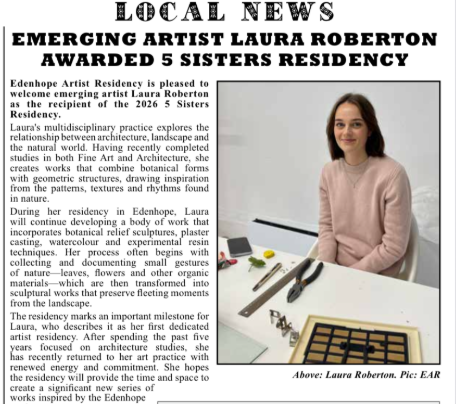 LOCAL NEWS
EMERGING ARTIST LAURA ROBERTON
AWARDED 5 SISTERS RESIDENCY
Edenhope Artist Residency is pleased to
welcome emerging artist Laura Roberton
as the recipient of the 2026 5 Sisters
Residency.
Laura's multidisciplinary practice explores the
relationship between architecture, landscape and
the natural world. Having recently completed
studies in both Fine Art and Architecture, she
creates works that combine botanical forms
with geometric structures, drawing inspiration
from the patterns, textures and rhythms found
in nature.
During her residency in Edenhope, Laura
will continue developing a body of work that
incorporates botanical relief sculptures, plaster
casting, watercolour and experimental resin
techniques. Her process often begins with
collecting and documenting small gestures
of nature—leaves, flowers and other organic
materials—which are then transformed into
sculptural works that preserve fleeting moments
from the landscape.
The residency marks an important milestone for
Laura, who describes it as her first dedicated
artist residency. After spending the past five
years focused on architecture studies, she
has recently returned to her art practice with
renewed energy and commitment. She hopes
the residency will provide the time and space to
create a significant new series of
works inspired by the Edenhope
Above: Laura Roberton. Pic: EAR